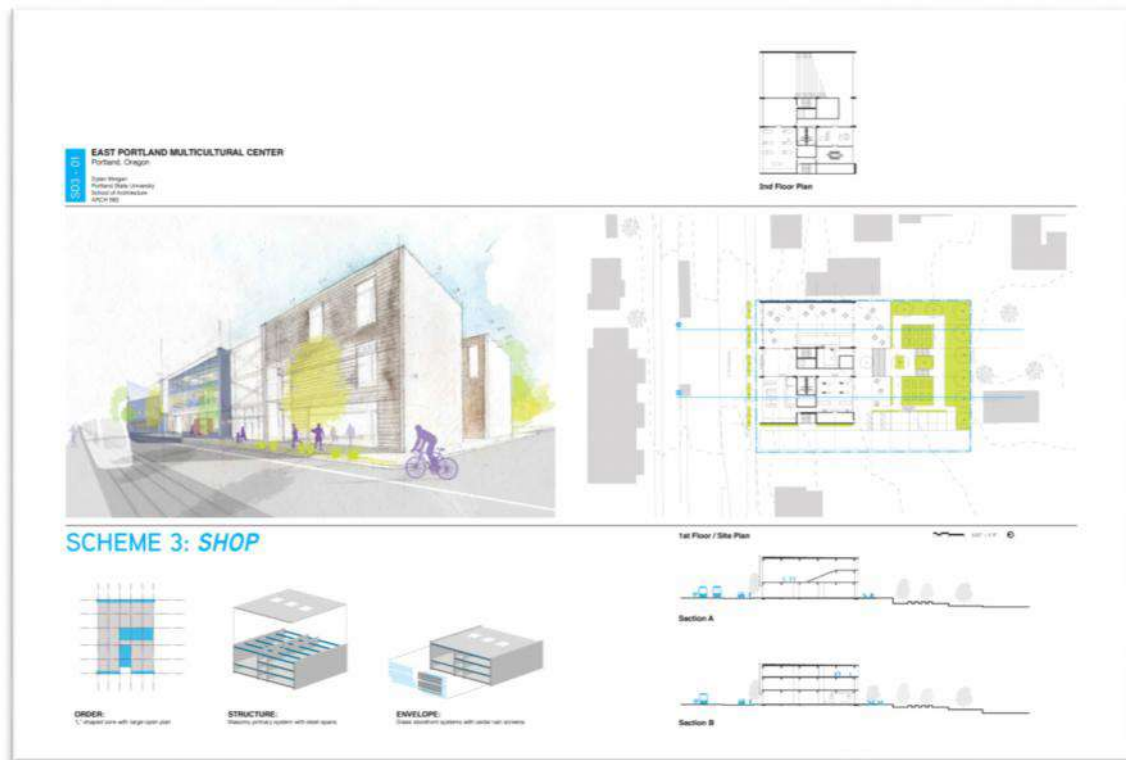 S03 - 01
EAST PORTLAND MULTICULTURAL CENTER
Portland, Oregon
Dylan Morgan
Portland State University
School of Architecture
ARCH
2nd Floor Plan
SCHEME 3: SHOP
1st Floor / Site Plan
Section A
Section B
ORDER:
"L" shaped core with large open plan
STRUCTURE:
Masonry primary system with steel spans
ENVELOPE:
Glass storefront systems with cedar rain screens